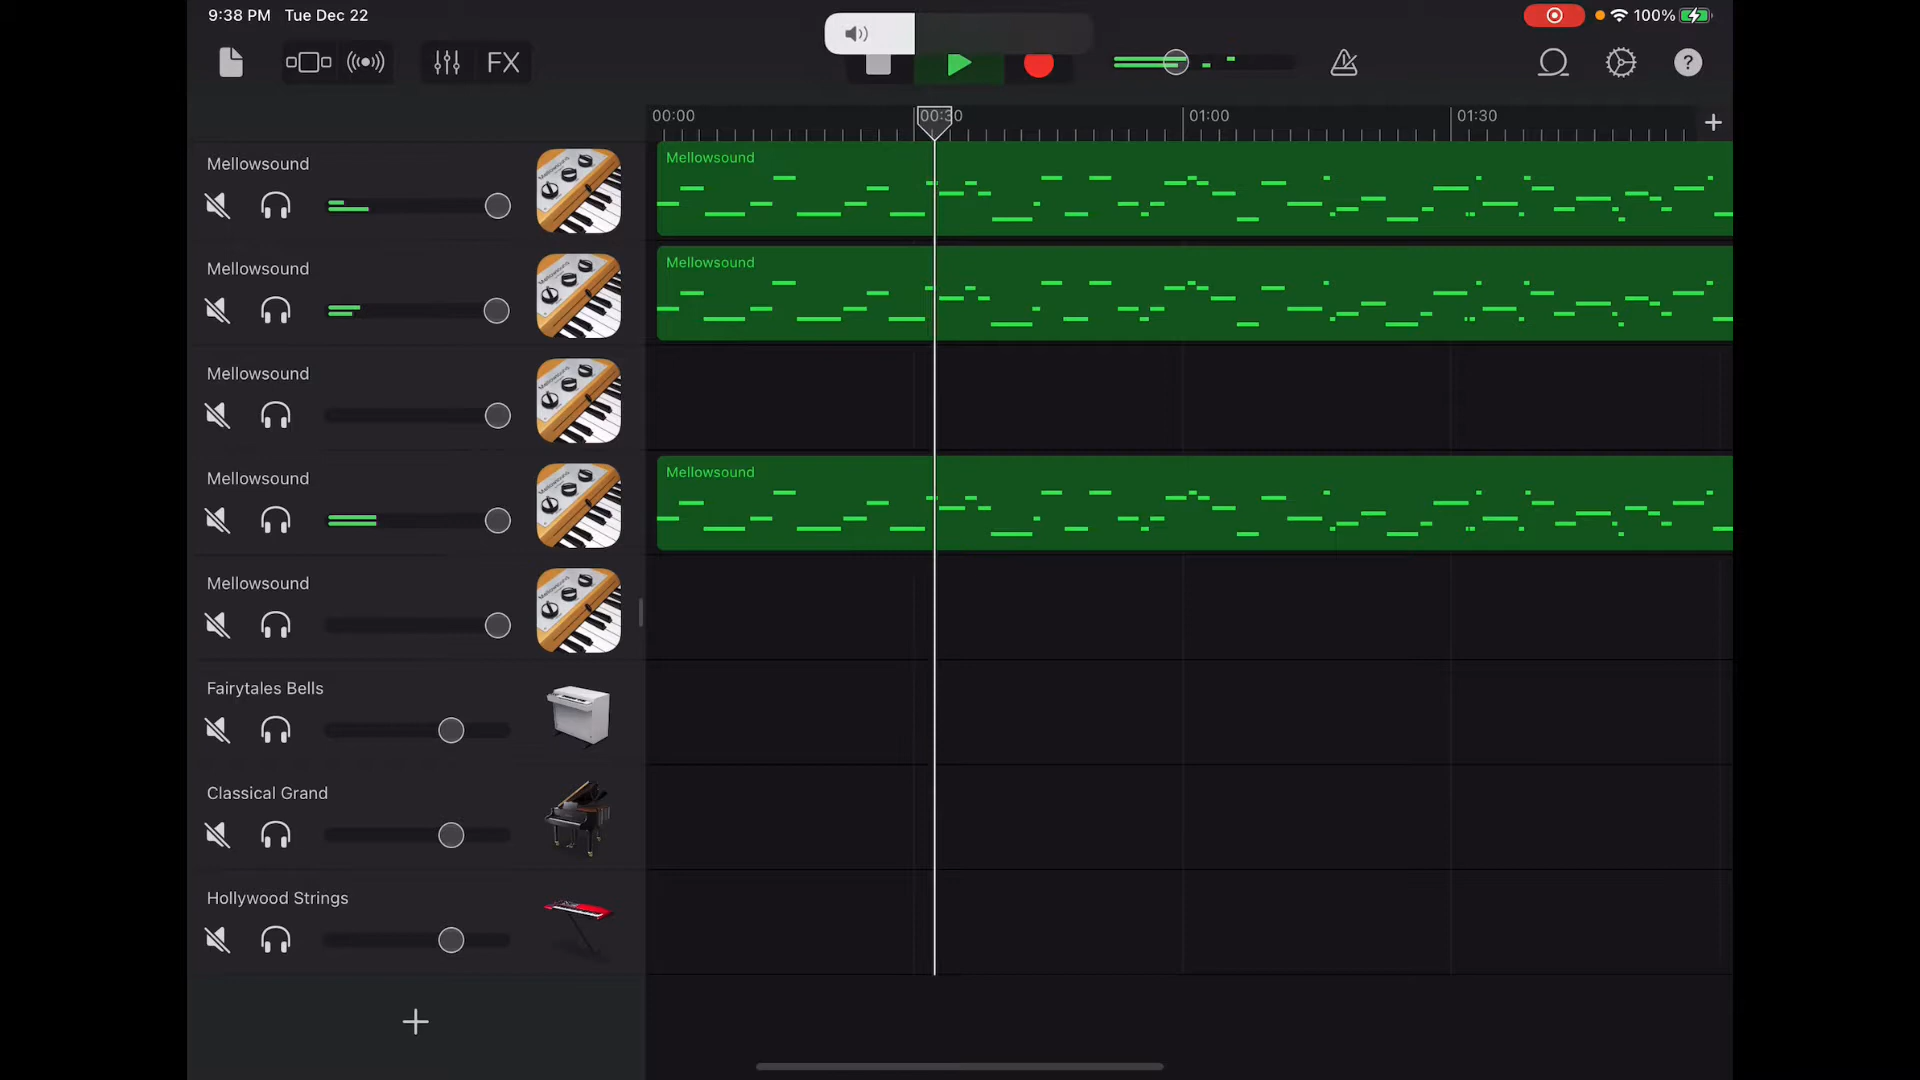 9:38 PM Tue Dec 22
100%
FX
?
00:00 00:30 01:00 01:30
Mellowsound
Mellowsound
Mellowsound
Mellowsound
Mellowsound
Mellowsound
Mellowsound
Mellowsound
Fairytales Bells
Classical Grand
Hollywood Strings